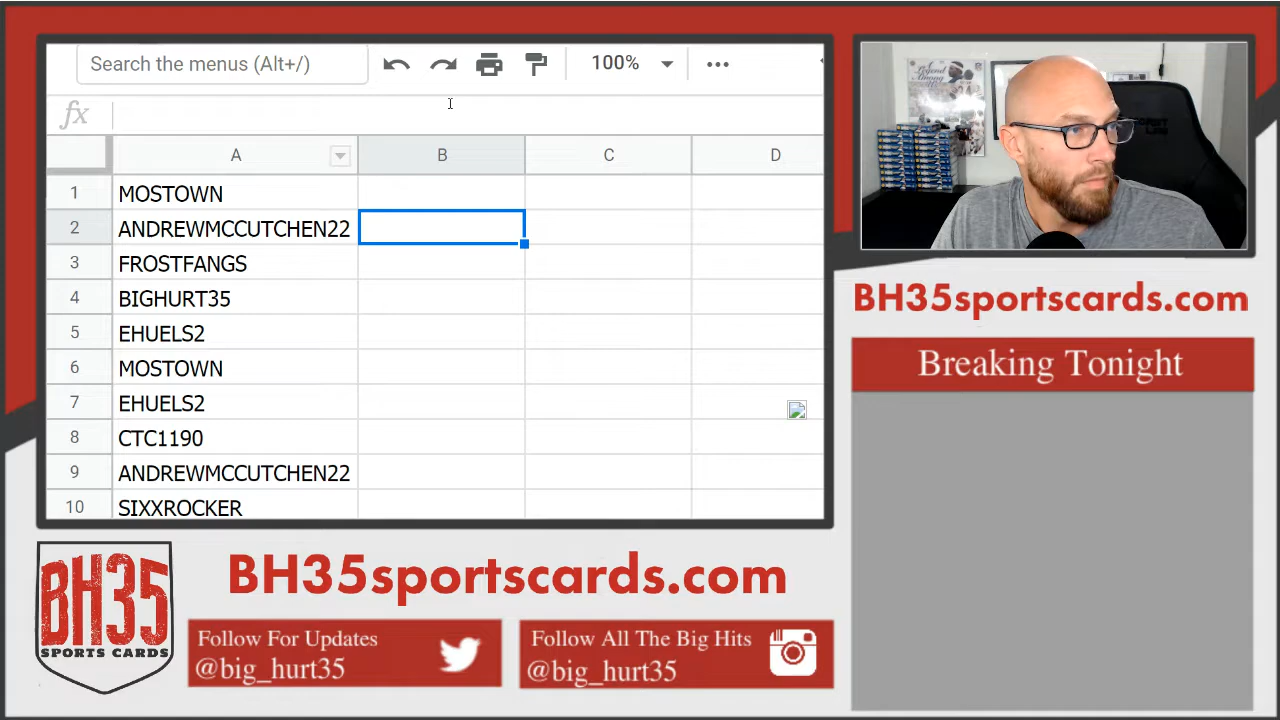 Search the menus (Alt+/)
100%
fx
A B C D
1 MOSTOWN
2 ANDREWMCCUTCHEN22
3 FROSTFANGS
4 BIGHURT35
5 EHUELS2
6 MOSTOWN
7 EHUELS2
8 CTC1190
9 ANDREWMCCUTCHEN22
10 SIXXROCKER
BH35sportscards.com
Breaking Tonight
BH35
SPORTS CARDS
BH35sportscards.com
Follow For Updates
@big_hurt35
Follow All The Big Hits
@big_hurt35